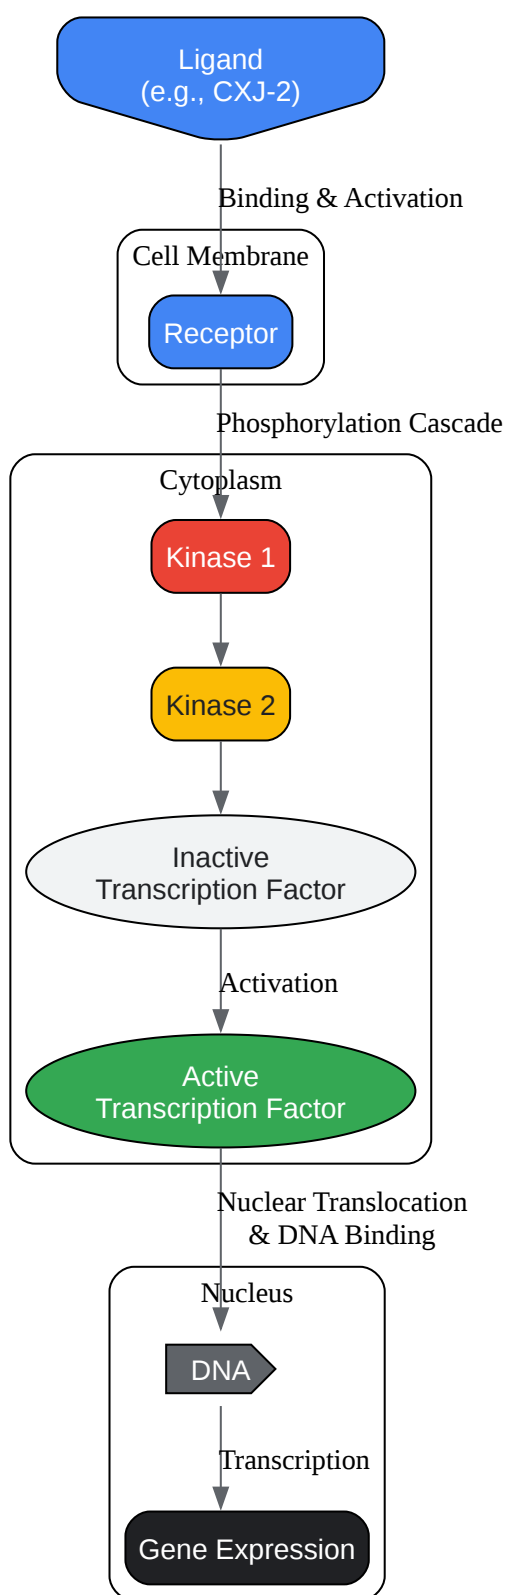 Ligand
(e.g., CXJ-2)
Binding & Activation
Cell Membrane
Receptor
Phosphorylation Cascade
Cytoplasm
Kinase 1
Kinase 2
Inactive
Transcription Factor
Activation
Active
Transcription Factor
Nuclear Translocation
& DNA Binding
Nucleus
DNA
Transcription
Gene Expression